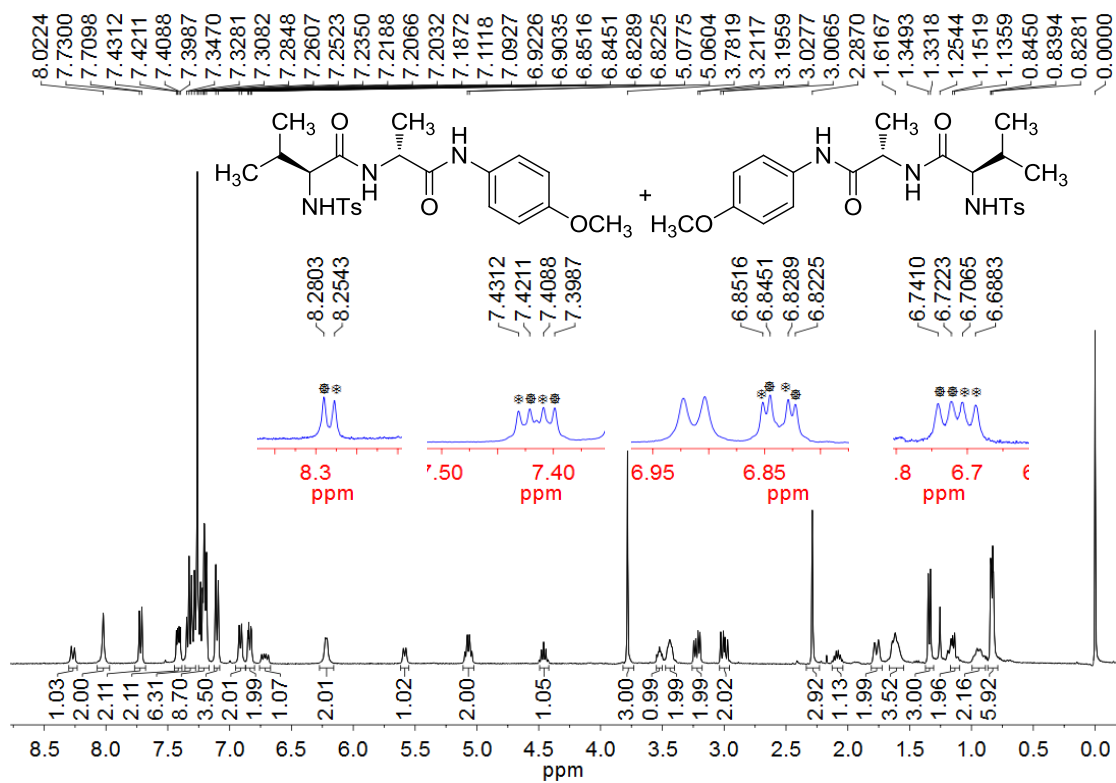 8.0224 7.7300 7.7098 7.4312 7.4211 7.4088 7.3987 7.3470 7.3281 7.3082 7.2848 7.2607 7.2523 7.2350 7.2188 7.2066 7.2032 7.1872 7.1118 7.0927 6.9226 6.9035 6.8516 6.8451 6.8289 6.8225 5.0775 5.0604 3.7819 3.2117 3.1959 3.0277 3.0065 2.2870 1.6167 1.3493 1.3318 1.2544 1.1519 1.1359 0.8450 0.8394 0.8281 0.0000
CH3 O CH3 H N
H3C N H O NHTs OCH3
+
H N CH3 O CH3
H3CO O N H CH3 NHTs
8.2803 8.2543
7.4312 7.4211 7.4088 7.3987
6.8516 6.8451 6.8289 6.8225
6.7410 6.7223 6.7065 6.6883
8.3
ppm
7.50 7.40
ppm
6.95 6.85
ppm
.8 6.7
ppm
1.03 2.00 2.11 2.11 6.31 8.70 3.50 2.01 1.99 1.07 2.01 1.02 2.00 1.05 3.00 0.99 1.99 1.99 2.02 2.92 1.13 1.99 3.52 3.00 1.96 2.16 5.92
8.5 8.0 7.5 7.0 6.5 6.0 5.5 5.0 4.5 4.0 3.5 3.0 2.5 2.0 1.5 1.0 0.5 0.0
ppm